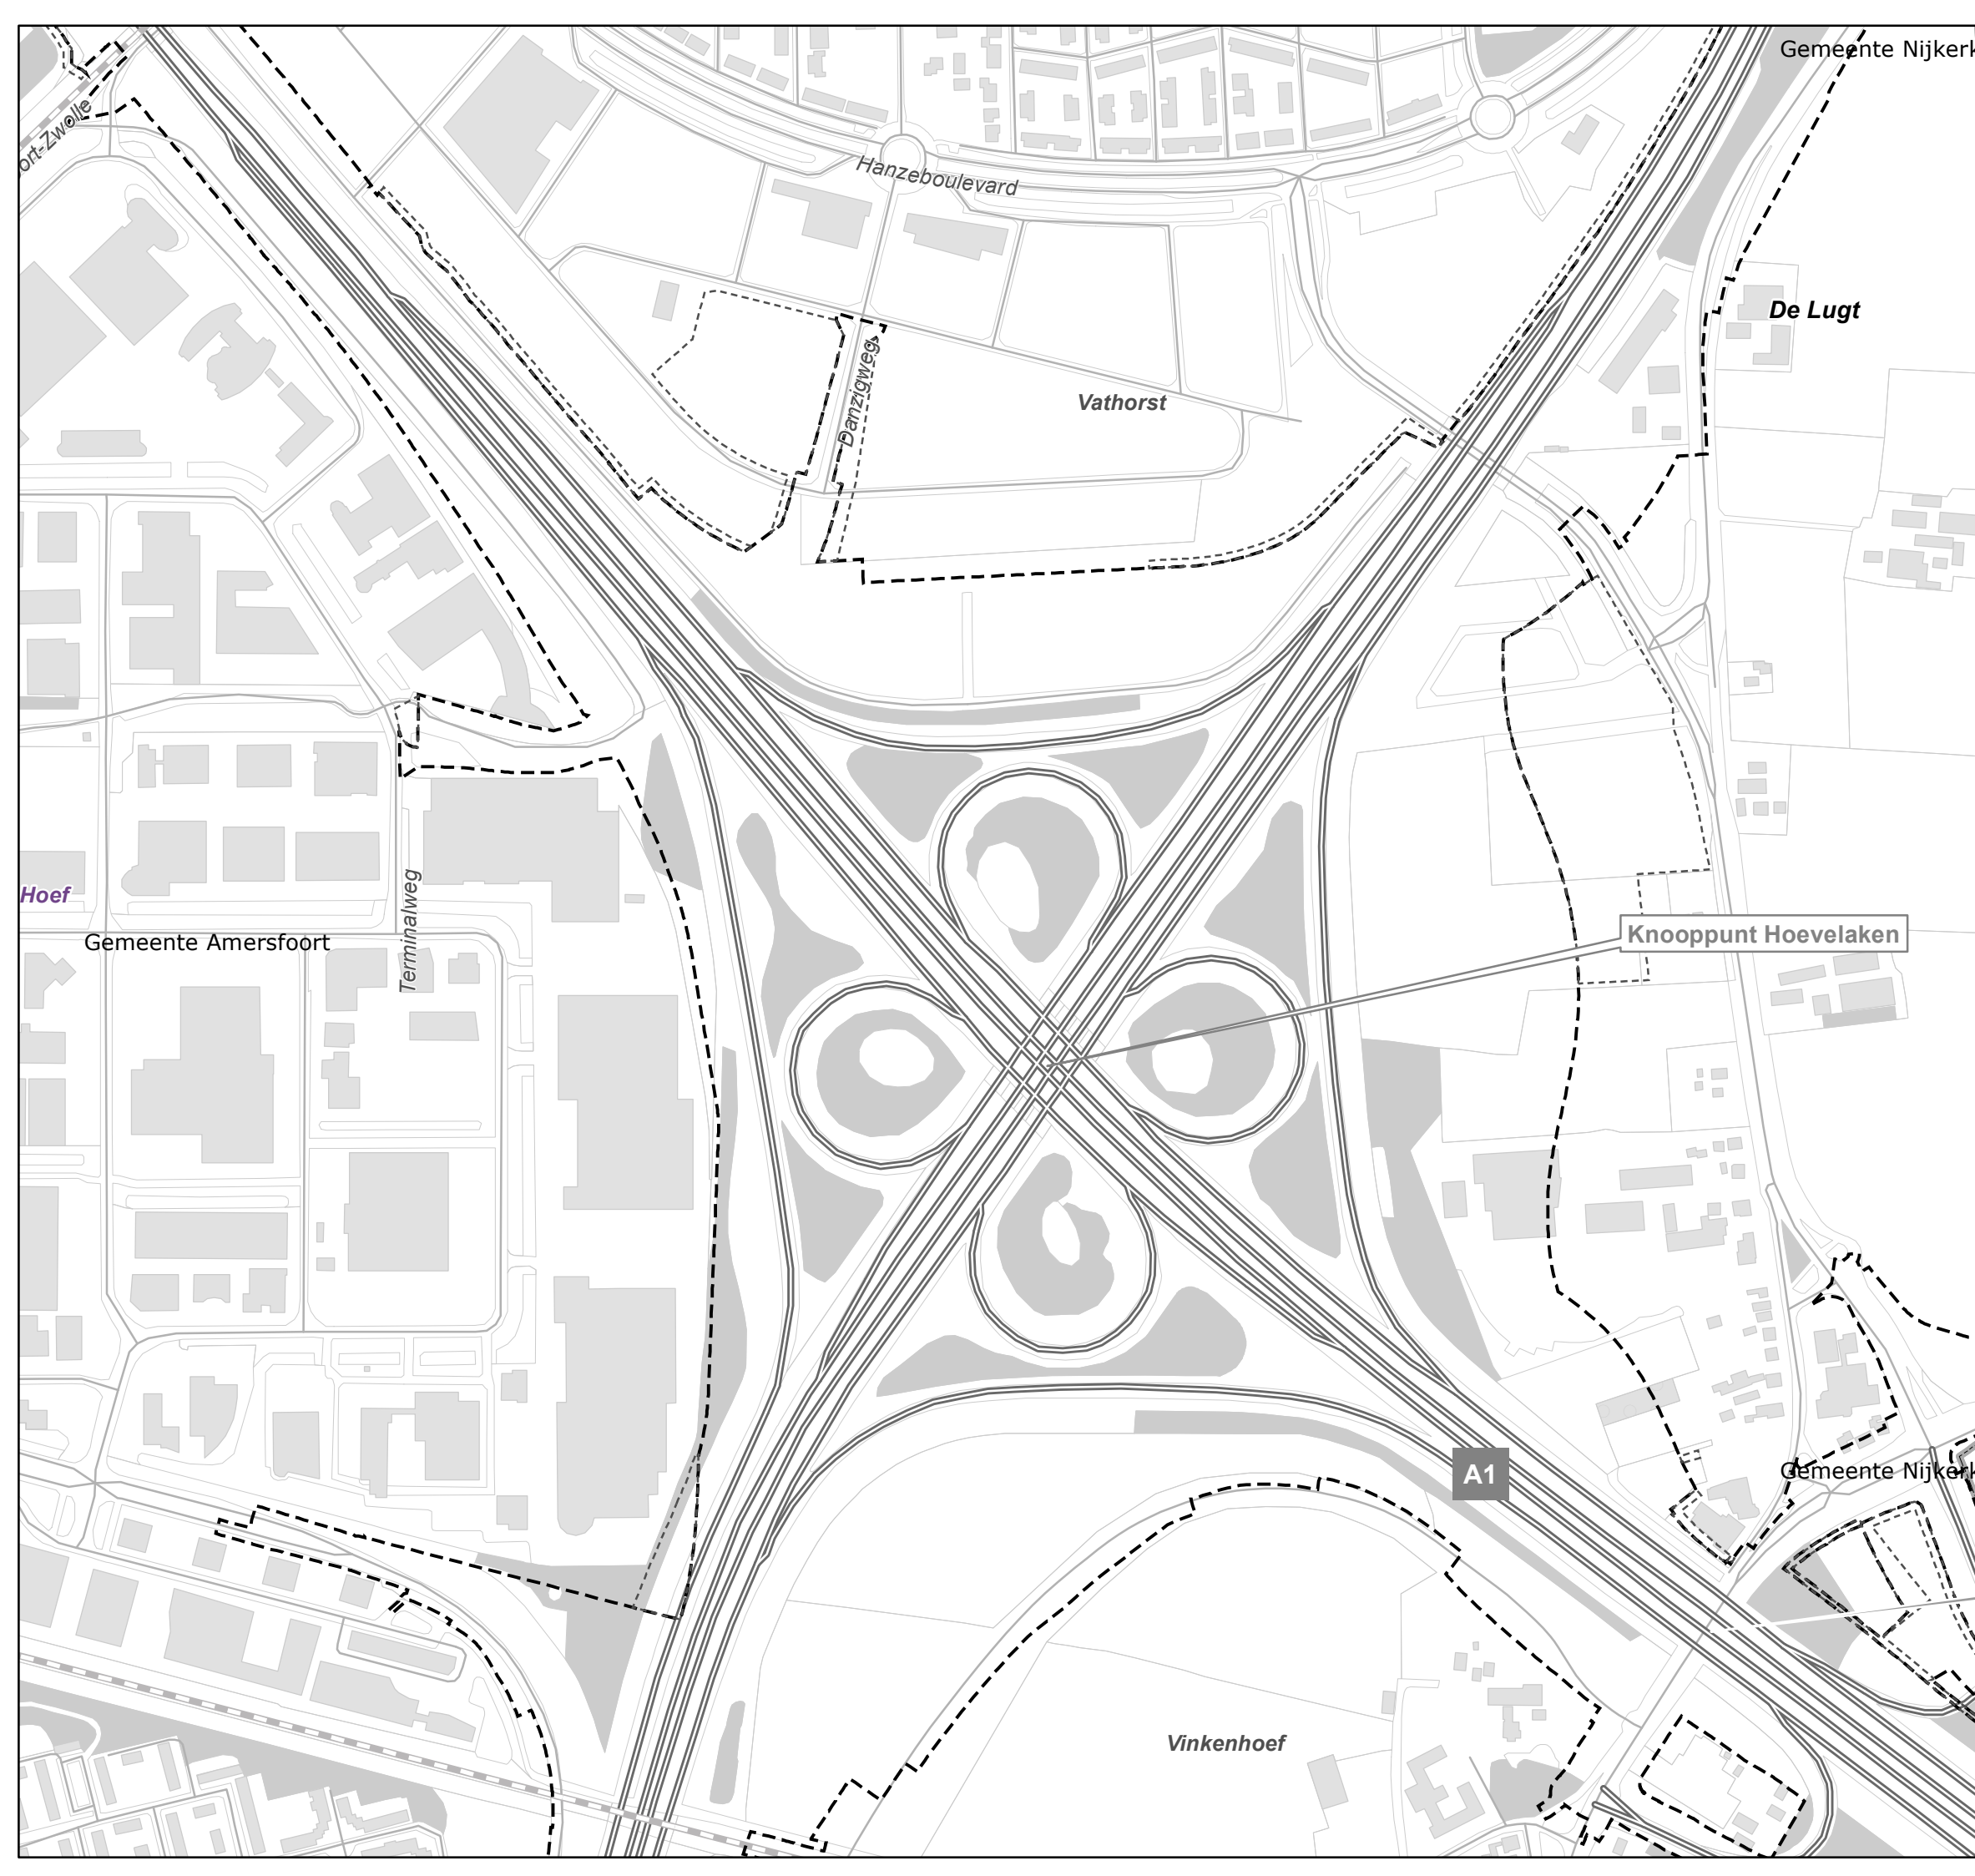 Gemeente Nijkerk
ort-Zwolle
Hanzeboulevard
De Lugt
Danzigweg
Vathorst
Hoef
Terminalweg
Knooppunt Hoevelaken
Gemeente Amersfoort
A1
Gemeente Nijkerk
Vinkenhoef